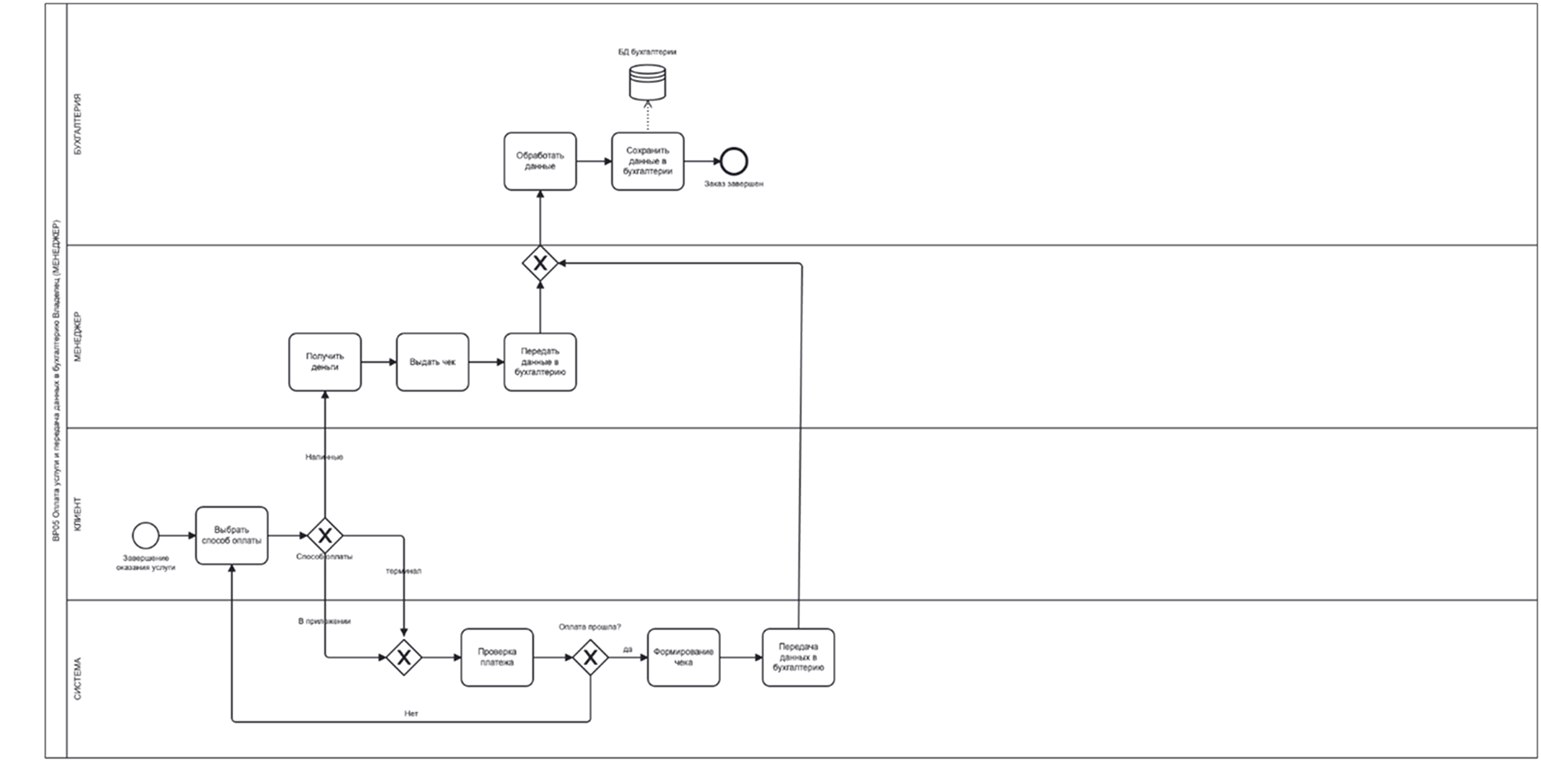 ВР05 Оплата услуги и передача данных в бухгалтерию Владелец (МЕНЕДЖЕР)
БУХГАЛТЕРИЯ
БД бухгалтерии
Обработать
данные
Сохранить
данные в
бухгалтерии
Заказ завершен
МЕНЕДЖЕР
Получить
деньги
Выдать чек
Передать
данные в
бухгалтерию
КЛИЕНТ
Наличные
Завершение
оказания услуги
Выбрать
способ оплаты
Способ оплаты
терминал
СИСТЕМА
В приложении
Проверка
платежа
Оплата прошла?
да
Формирование
чека
Передача
данных в
бухгалтерию
Нет